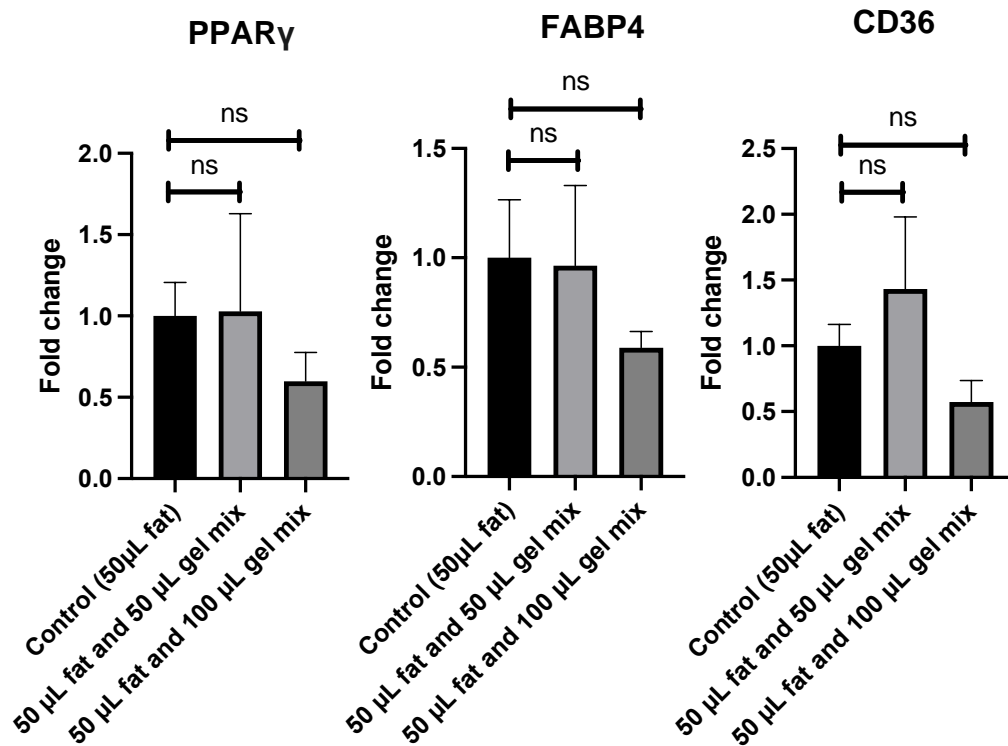 PPARγ
ns
ns
Fold change
2.0
1.5
1.0
0.5
0.0
Control (50µL fat)
50 µL fat and 50 µL gel mix
50 µL fat and 100 µL gel mix
FABP4
ns
ns
Fold change
1.5
1.0
0.5
0.0
Control (50µL fat)
50 µL fat and 50 µL gel mix
50 µL fat and 100 µL gel mix
CD36
ns
ns
Fold change
2.5
2.0
1.5
1.0
0.5
0.0
Control (50µL fat)
50 µL fat and 50 µL gel mix
50 µL fat and 100 µL gel mix